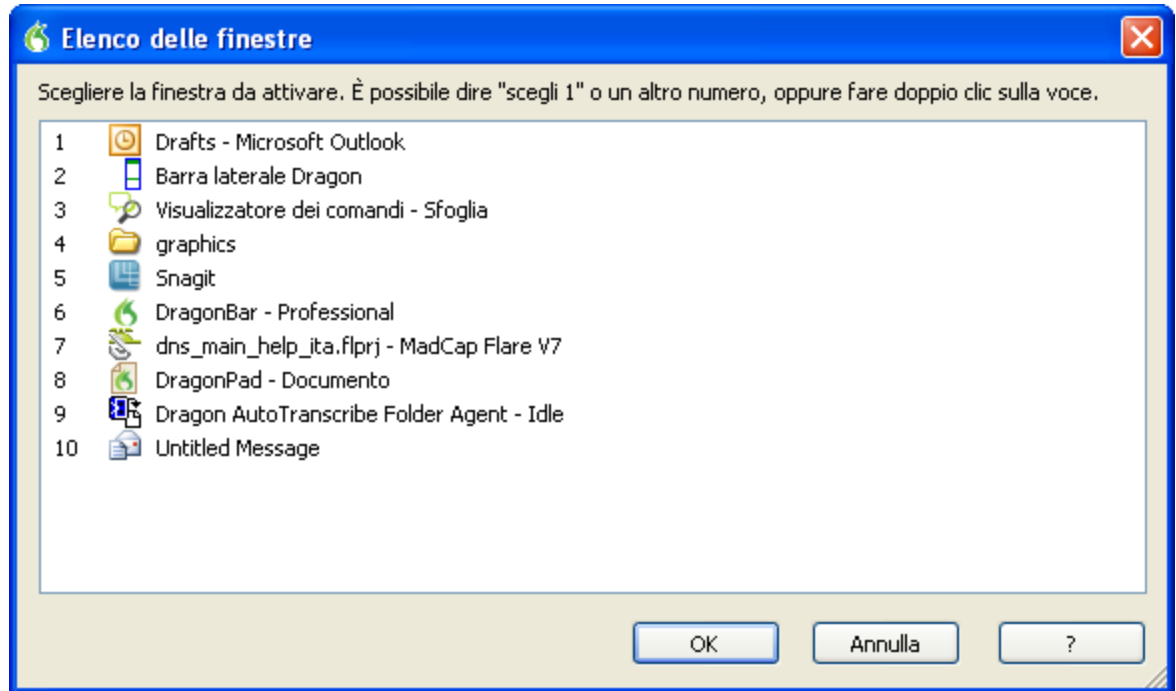 Elenco delle finestre
Scegliere la finestra da attivare. È possibile dire "scegli 1" o un altro numero, oppure fare doppio clic sulla voce.
1 Drafts - Microsoft Outlook
2 Barra laterale Dragon
3 Visualizzatore dei comandi - Sfoglia
4 graphics
5 Snagit
6 DragonBar - Professional
7 dns_main_help_ita.flprj - MadCap Flare V7
8 DragonPad - Documento
9 Dragon AutoTranscribe Folder Agent - Idle
10 Untitled Message
OK Annulla ?